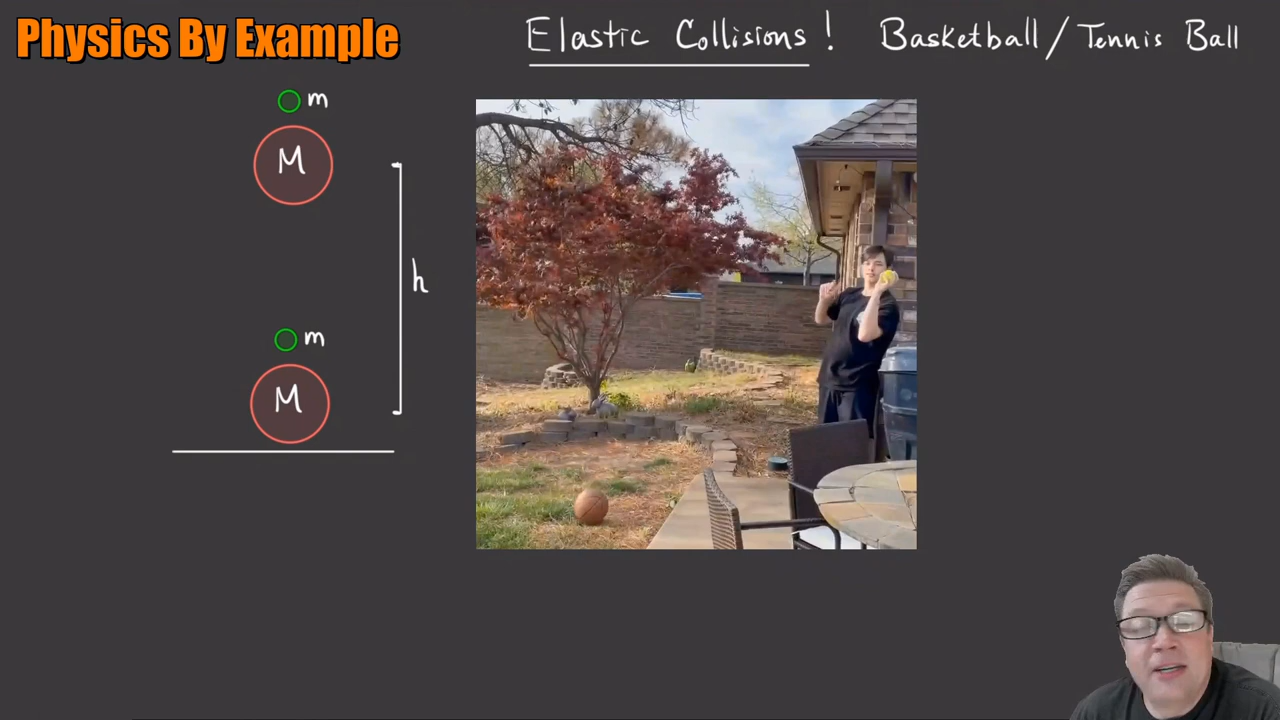 Physics By Example
Elastic Collisions! Basketball/Tennis Ball
m
M
h
m
M